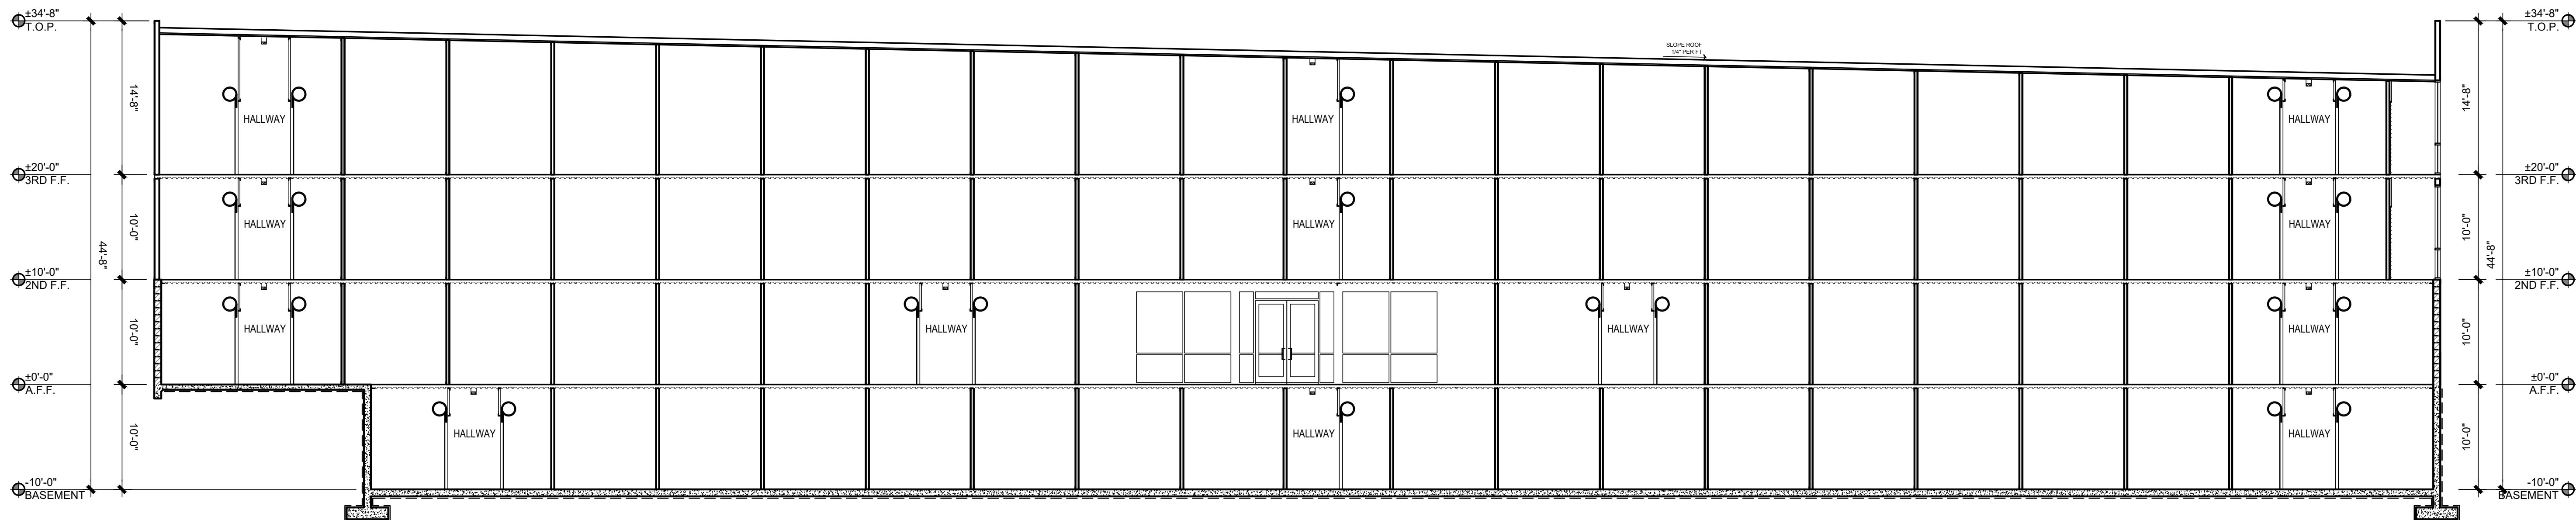 ±34'-8"
T.O.P.
±34'-8"
T.O.P.
SLOPE ROOF
1/4" PER FT
14'-8"
14'-8"
HALLWAY
HALLWAY
HALLWAY
±20'-0"
3RD F.F.
±20'-0"
3RD F.F.
10'-0"
HALLWAY
HALLWAY
HALLWAY
10'-0"
44'-8"
44'-8"
±10'-0"
2ND F.F.
±10'-0"
2ND F.F.
10'-0"
HALLWAY
HALLWAY
HALLWAY
HALLWAY
10'-0"
±0'-0"
A.F.F.
±0'-0"
A.F.F.
10'-0"
HALLWAY
HALLWAY
HALLWAY
10'-0"
-10'-0"
BASEMENT
-10'-0"
BASEMENT